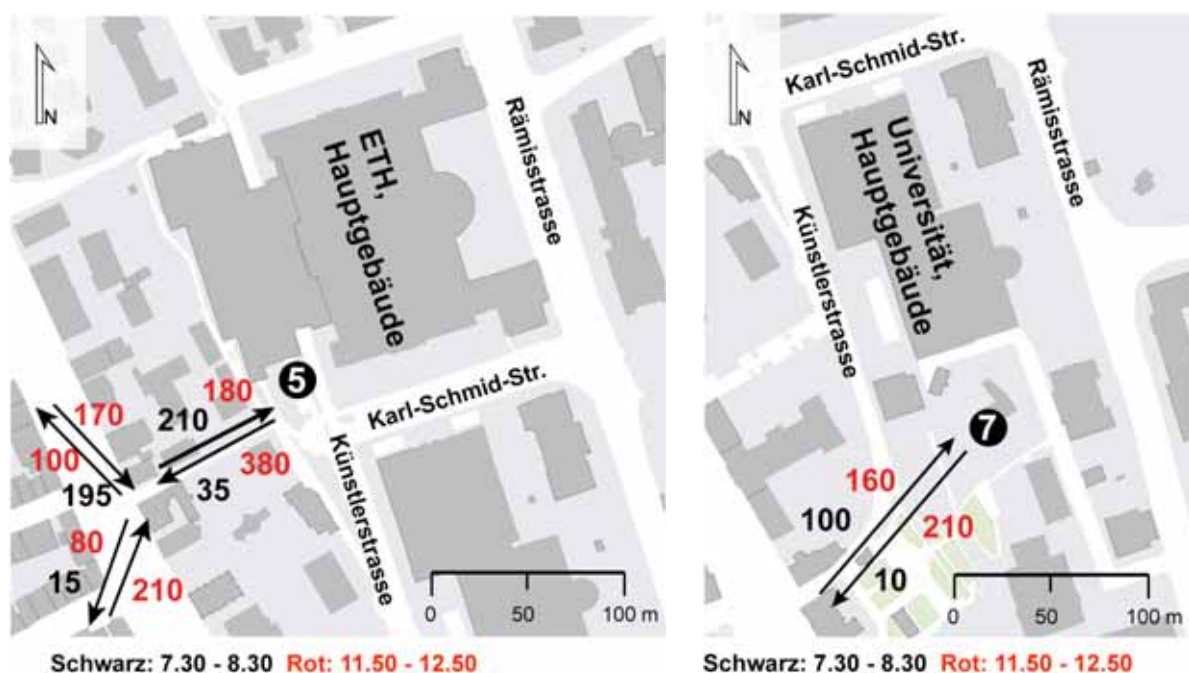 N
ETH,
Hauptgebäude
Rämisstrasse
5
180
210
380
35
170
100
195
80
15
210
Karl-Schmid-Str.
Künstlerstrasse
0 50 100 m
Schwarz: 7.30 - 8.30 Rot: 11.50 - 12.50
N
Karl-Schmid-Str.
Rämisstrasse
Universität,
Hauptgebäude
Künstlerstrasse
7
160
100
210
10
0 50 100 m
Schwarz: 7.30 - 8.30 Rot: 11.50 - 12.50